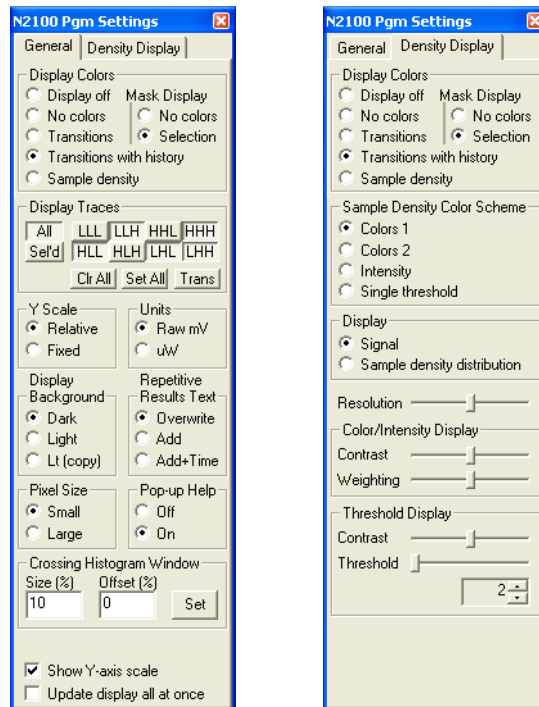 N2100 Pgm Settings
General Density Display
Display Colors
Display off Mask Display
No colors No colors
Transitions Selection
Transitions with history
Sample density
Display Traces
All LLL LLH HHL HHH
Sel'd HLL HLH LHL LHH
Clr All Set All Trans
Y Scale Units
Relative Raw mV
Fixed uW
Display Repetitive
Background Results Text
Dark Overwrite
Light Add
Lt (copy) Add+Time
Pixel Size Pop-up Help
Small Off
Large On
Crossing Histogram Window
Size (%) Offset (%)
10 0 Set
Show Y-axis scale
Update display all at once
N2100 Pgm Settings
General Density Display
Display Colors
Display off Mask Display
No colors No colors
Transitions Selection
Transitions with history
Sample density
Sample Density Color Scheme
Colors 1
Colors 2
Intensity
Single threshold
Display
Signal
Sample density distribution
Resolution
Color/Intensity Display
Contrast
Weighting
Threshold Display
Contrast
Threshold
2